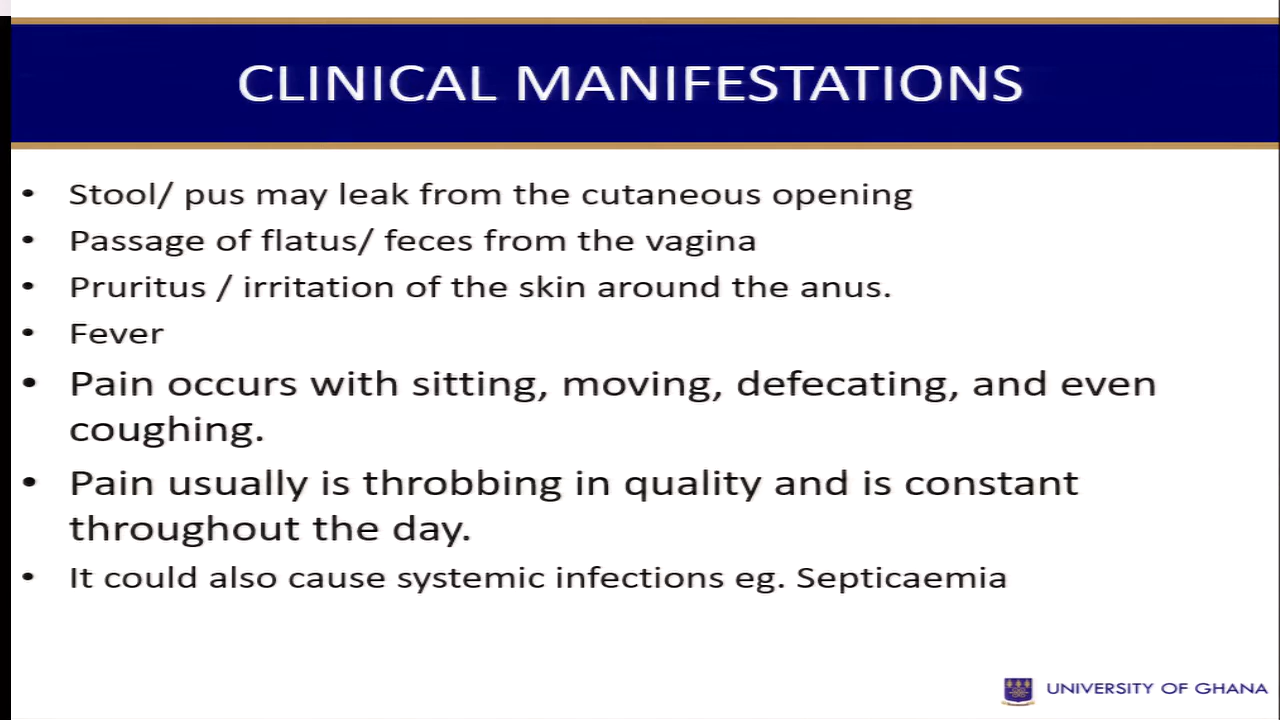 CLINICAL MANIFESTATIONS
• Stool/ pus may leak from the cutaneous opening
• Passage of flatus/ feces from the vagina
• Pruritus / irritation of the skin around the anus.
• Fever
• Pain occurs with sitting, moving, defecating, and even
coughing.
• Pain usually is throbbing in quality and is constant
throughout the day.
• It could also cause systemic infections eg. Septicaemia
UNIVERSITY OF GHANA